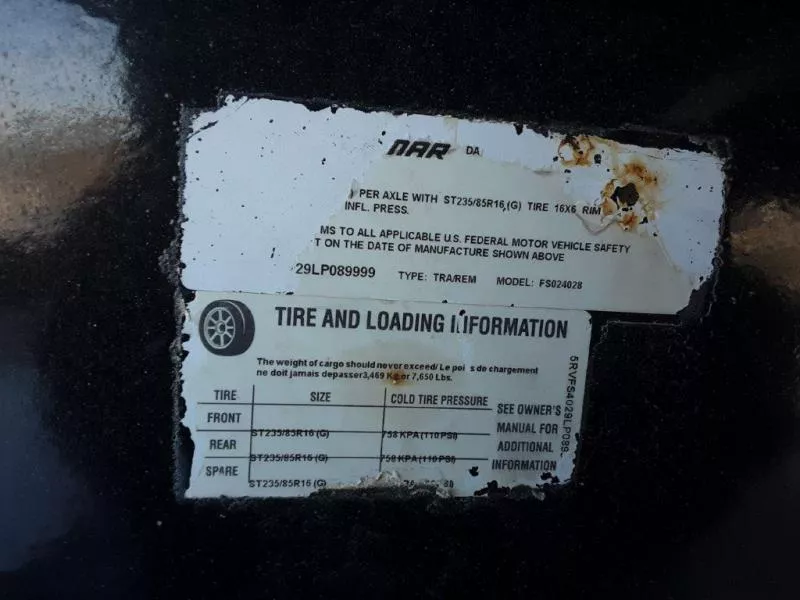 DAR DA
) PER AXLE WITH ST235/85R16,(G) TIRE 16X6 RIM
INFL. PRESS.
MS TO ALL APPLICABLE U.S. FEDERAL MOTOR VEHICLE SAFETY
T ON THE DATE OF MANUFACTURE SHOWN ABOVE
29LP089999 TYPE: TRA/REM MODEL: FS024028
TIRE AND LOADING INFORMATION
The weight of cargo should never exceed/ Le poi s de chargement
ne doit jamais depasser3,469 Kg or 7,650 Lbs.
TIRE SIZE COLD TIRE PRESSURE
FRONT ST235/85R16 (G) 758 KPA (110 PSI)
REAR ST235/85R16 (G) 758 KPA (110 PSI)
SPARE ST235/85R16 (G)
SEE OWNER'S
MANUAL FOR
ADDITIONAL
INFORMATION
5RVFS4029LP089